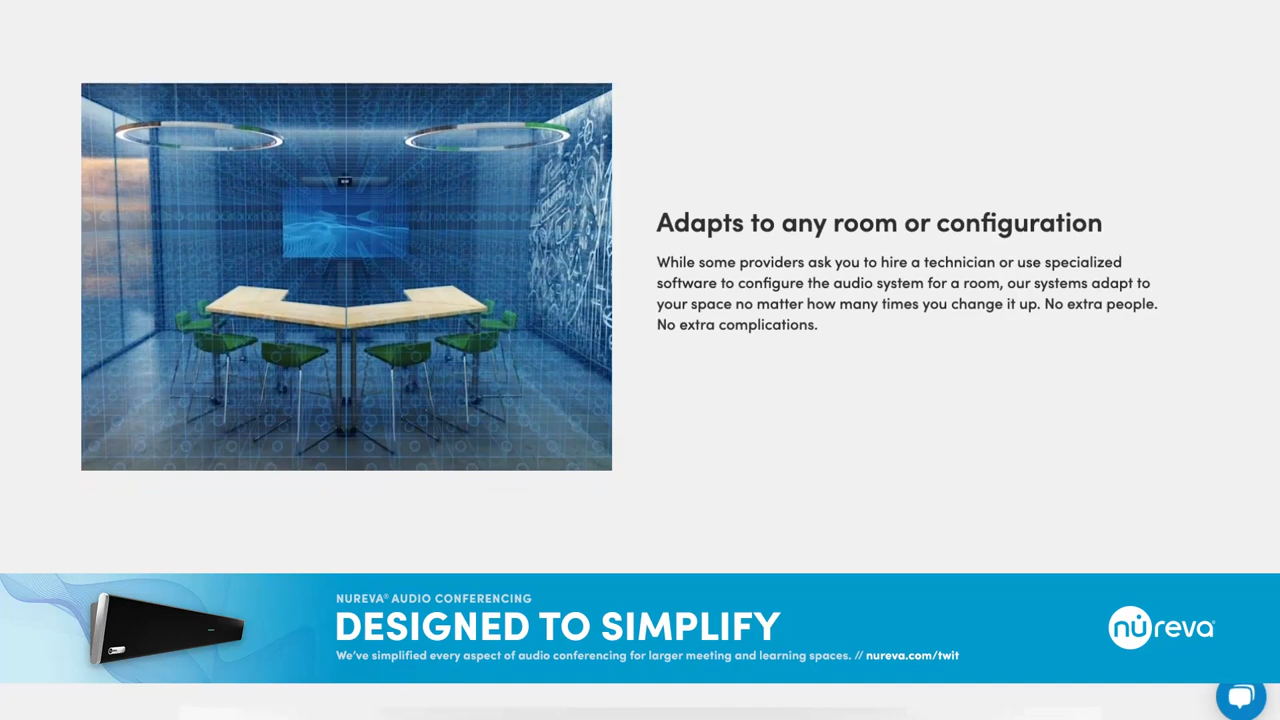 Adapts to any room or configuration
While some providers ask you to hire a technician or use specialized
software to configure the audio system for a room, our systems adapt to
your space no matter how many times you change it up. No extra people.
No extra complications.
NUREVA® AUDIO CONFERENCING
DESIGNED TO SIMPLIFY
We've simplified every aspect of audio conferencing for larger meeting and learning spaces. // nureva.com/twit
nureva